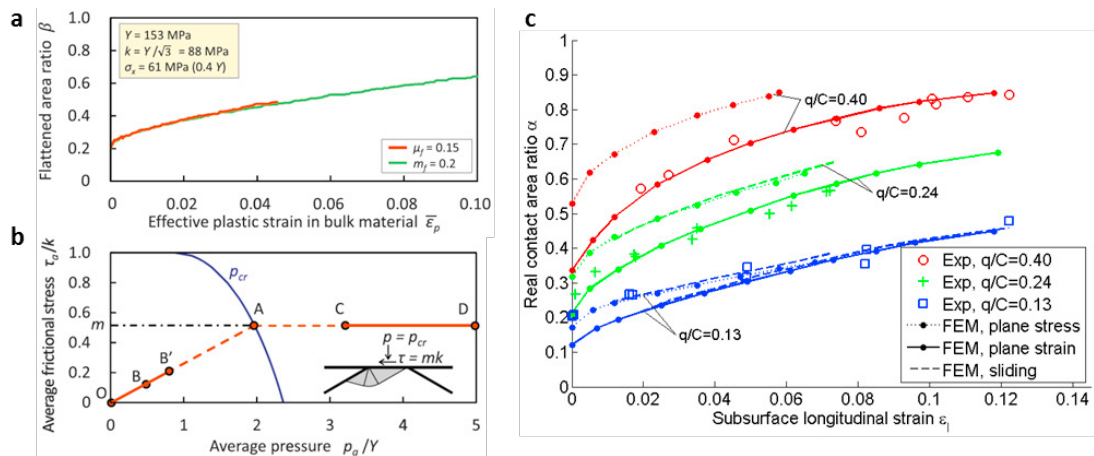 a
Flattened area ratio β
1.0
0.8
0.6
0.4
0.2
0
Y = 153 MPa
k = Y/√3 = 88 MPa
σₓ = 61 MPa (0.4 Y)
μ_f = 0.15
m_f = 0.2
0.00 0.02 0.04 0.06 0.08 0.10
Effective plastic strain in bulk material ε̅ₚ
b
Average frictional stress τₐ/k
1.0
0.8
0.6
m
0.4
0.2
0.0
p_cr
A
C
D
B'
B
O
p = p_cr
τ = mk
0 1 2 3 4 5
Average pressure pₐ/Y
c
Real contact area ratio α
1
0.9
0.8
0.7
0.6
0.5
0.4
0.3
0.2
0.1
0
q/C=0.40
q/C=0.24
q/C=0.13
Exp, q/C=0.40
Exp, q/C=0.24
Exp, q/C=0.13
FEM, plane stress
FEM, plane strain
FEM, sliding
0 0.02 0.04 0.06 0.08 0.1 0.12 0.14
Subsurface longitudinal strain ε_l